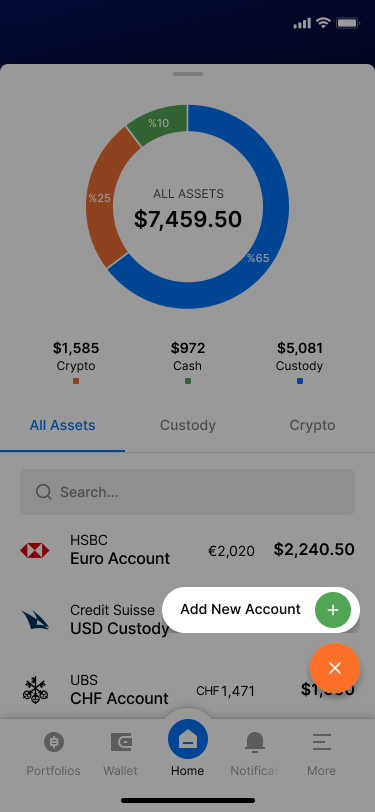 %10
%25
ALL ASSETS
$7,459.50
%65
$1,585
Crypto
$972
Cash
$5,081
Custody
All Assets
Custody
Crypto
Search...
HSBC
Euro Account
€2,020
$2,240.50
Credit Suisse
USD Custody
Add New Account
UBS
CHF Account
CHF 1,471
Portfolios
Wallet
Home
Notificat
More